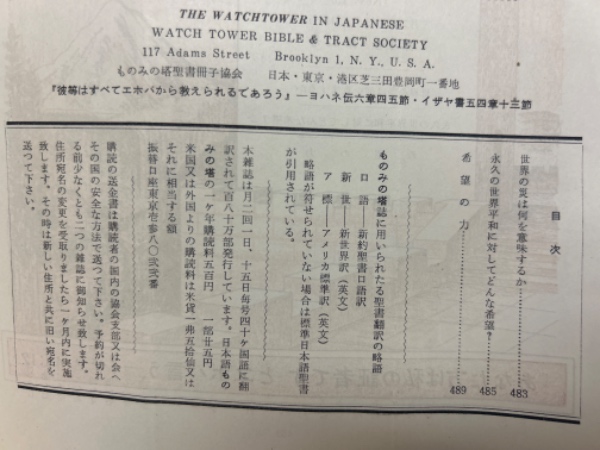 THE WATCHTOWER IN JAPANESE
WATCH TOWER BIBLE & TRACT SOCIETY
117 Adams Street Brooklyn 1, N. Y., U. S. A.
ものみの塔聖書冊子協会 日本・東京・港区芝三田豊岡町一番地
『彼等はすべてエホバから教えられるであろう』―ヨハネ伝六章四五節・イザヤ書五四章十三節
目次
世界の災は何を意味するか 483
永久の世界平和に対してどんな希望? 485
希望の力 489
ものみの塔誌に用いられたる聖書翻訳の略語
口語――新約聖書口語訳
新世――新世界訳(英文)
ア標――アメリカ標準訳(英文)
略語が符せられていない場合は標準日本語聖書
が引用されている。
本雑誌は月二回一日、十五日毎号四十ケ国語に翻
訳されて百八十万部発行しています。日本語もの
みの塔の一ケ年購読料五百円 一部廿五円
米国又は外国よりの購読料は米貨一弗五拾仙又は
それに相当する額
振替口座東京壱参八〇弐弐番
購読の送金書は購読者の国内の協会支部又は会へ
その国の安全な方法で送つて下さい。予約が切れ
る前少なくとも二つの雑誌に御知らせ致します。
住所宛名の変更を受取りましたら一ケ月内に実施
致します。その時は新しい住所と共に旧い宛名を
送つて下さい。